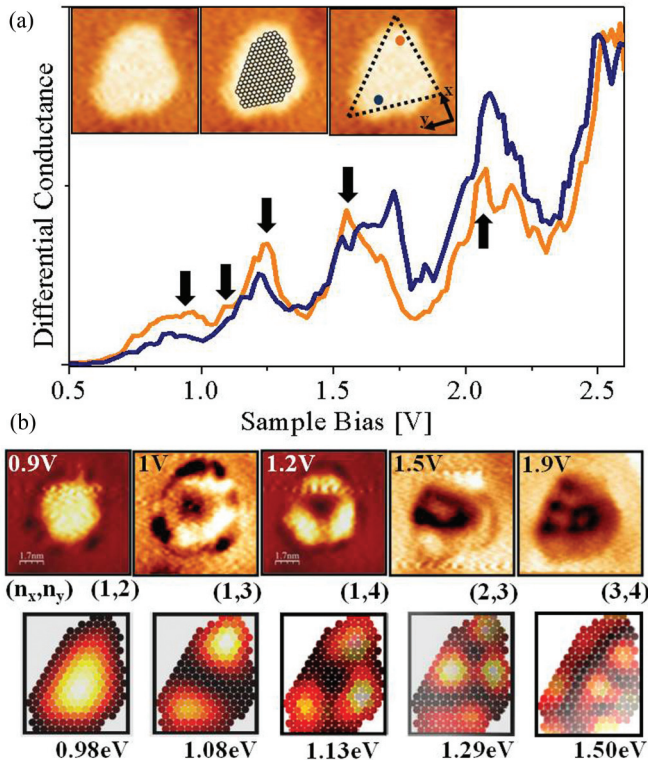 (a)
Differential Conductance
x
y
0.5 1.0 1.5 2.0 2.5
Sample Bias [V]
(b)
0.9V 1V 1.2V 1.5V 1.9V
1.7nm 1.7nm
(nx,ny) (1,2) (1,3) (1,4) (2,3) (3,4)
0.98eV 1.08eV 1.13eV 1.29eV 1.50eV